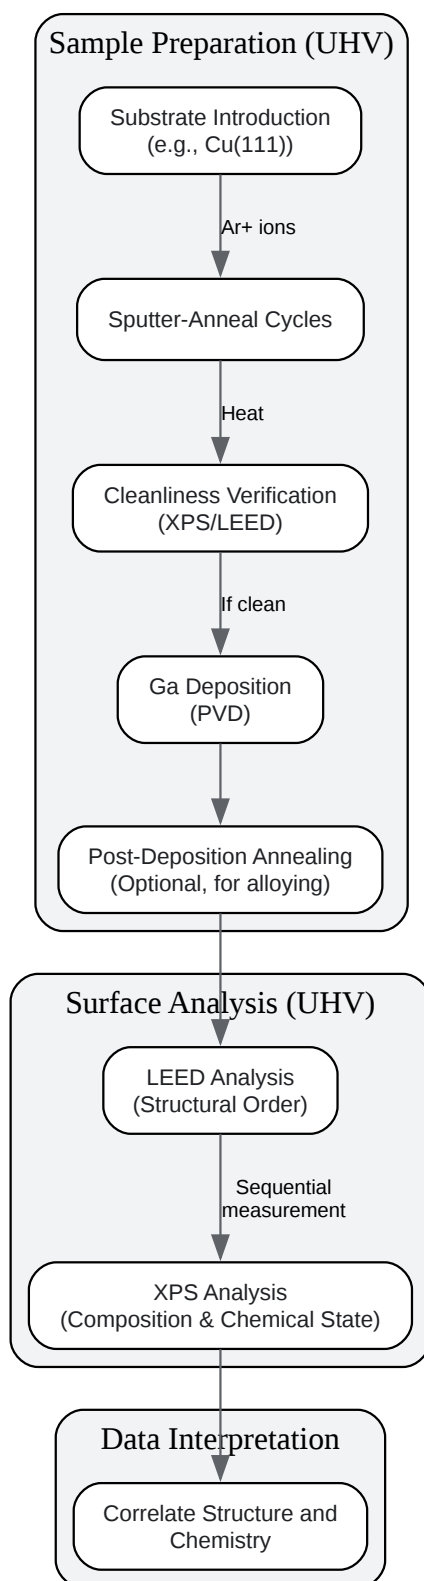 Sample Preparation (UHV)
Substrate Introduction
(e.g., Cu(111))
Ar+ ions
Sputter-Anneal Cycles
Heat
Cleanliness Verification
(XPS/LEED)
If clean
Ga Deposition
(PVD)
Post-Deposition Annealing
(Optional, for alloying)
Surface Analysis (UHV)
LEED Analysis
(Structural Order)
Sequential
measurement
XPS Analysis
(Composition & Chemical State)
Data Interpretation
Correlate Structure and
Chemistry